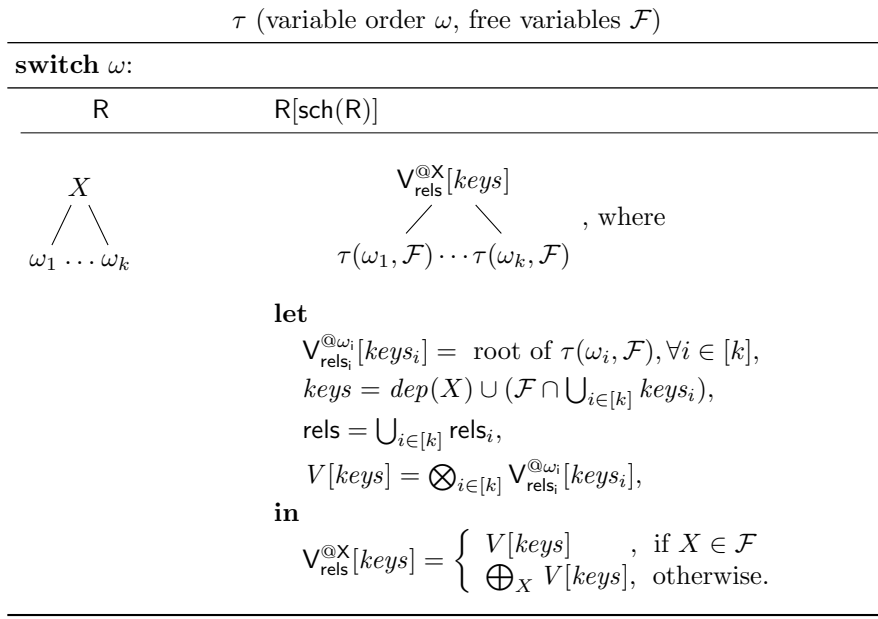 τ (variable order ω, free variables ℱ)
switch ω:
R R[sch(R)]
X V^{@X}_{rels}[keys]
, where
ω₁ … ω_k τ(ω₁, ℱ) ⋯ τ(ω_k, ℱ)
let
V^{@ω_i}_{rels_i}[keys_i] = root of τ(ω_i, ℱ), ∀i ∈ [k],
keys = dep(X) ∪ (ℱ ∩ ⋃_{i∈[k]} keys_i),
rels = ⋃_{i∈[k]} rels_i,
V[keys] = ⨂_{i∈[k]} V^{@ω_i}_{rels_i}[keys_i],
in
V^{@X}_{rels}[keys] = { V[keys] , if X ∈ ℱ
⨁_X V[keys], otherwise.